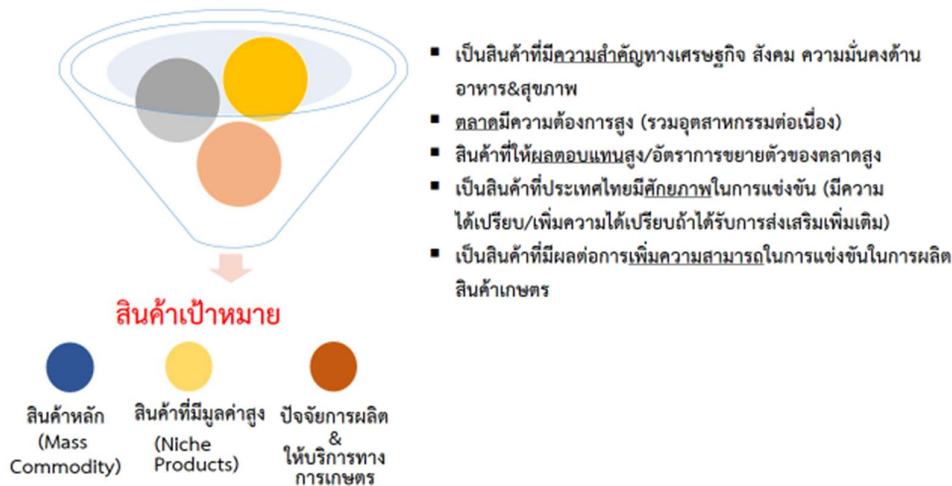 ▪ เป็นสินค้าที่มีความสำคัญทางเศรษฐกิจ สังคม ความมั่นคงด้าน
อาหาร&สุขภาพ
▪ ตลาดมีความต้องการสูง (รวมอุตสาหกรรมต่อเนื่อง)
▪ สินค้าที่ให้ผลตอบแทนสูง/อัตราการขยายตัวของตลาดสูง
▪ เป็นสินค้าที่ประเทศไทยมีศักยภาพในการแข่งขัน (มีความ
ได้เปรียบ/เพิ่มความได้เปรียบถ้าได้รับการส่งเสริมเพิ่มเติม)
▪ เป็นสินค้าที่มีผลต่อการเพิ่มความสามารถในการแข่งขันในการผลิต
สินค้าเกษตร
สินค้าเป้าหมาย
สินค้าหลัก
(Mass
Commodity)
สินค้าที่มีมูลค่าสูง
(Niche
Products)
ปัจจัยการผลิต
&
ให้บริการทาง
การเกษตร